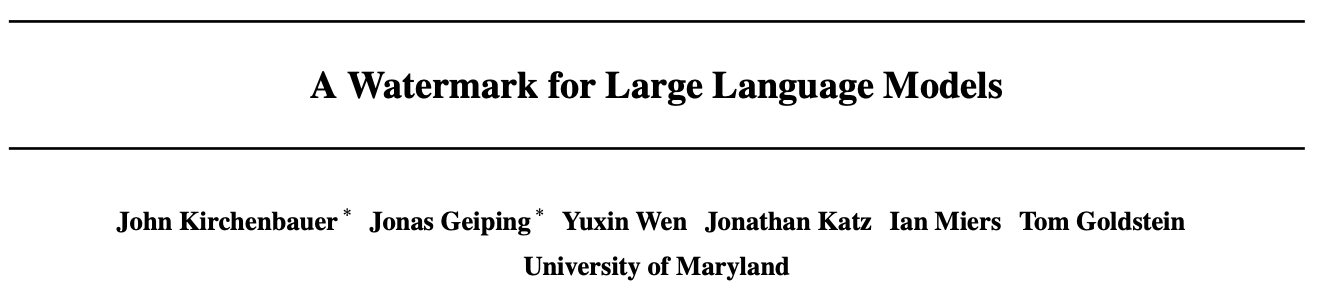 A Watermark for Large Language Models
John Kirchenbauer * Jonas Geiping * Yuxin Wen Jonathan Katz Ian Miers Tom Goldstein
University of Maryland